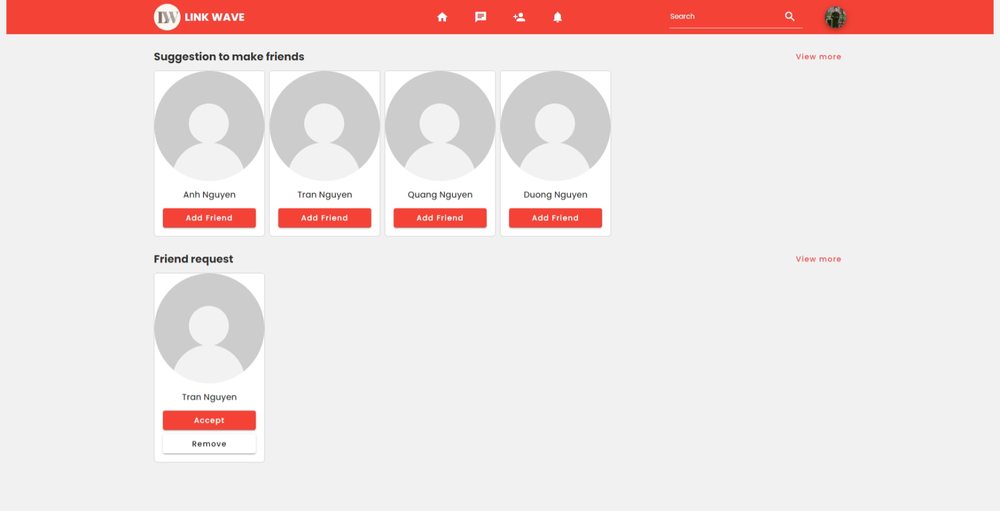 LW LINK WAVE Search
Suggestion to make friends View more
Anh Nguyen Tran Nguyen Quang Nguyen Duong Nguyen
Add Friend Add Friend Add Friend Add Friend
Friend request View more
Tran Nguyen
Accept
Remove